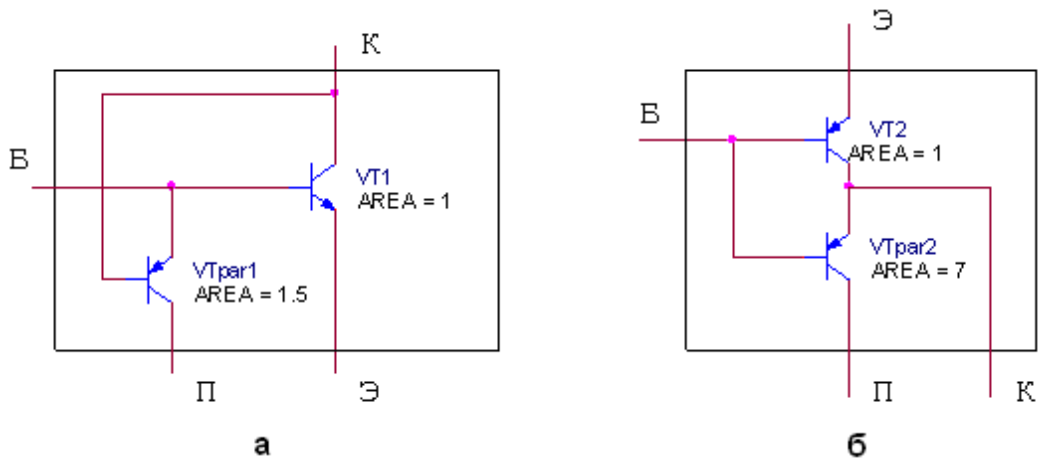 К
Б
VT1
AREA = 1
VTpar1
AREA = 1.5
П
Э
а
Э
Б
VT2
AREA = 1
VTpar2
AREA = 7
П
К
б